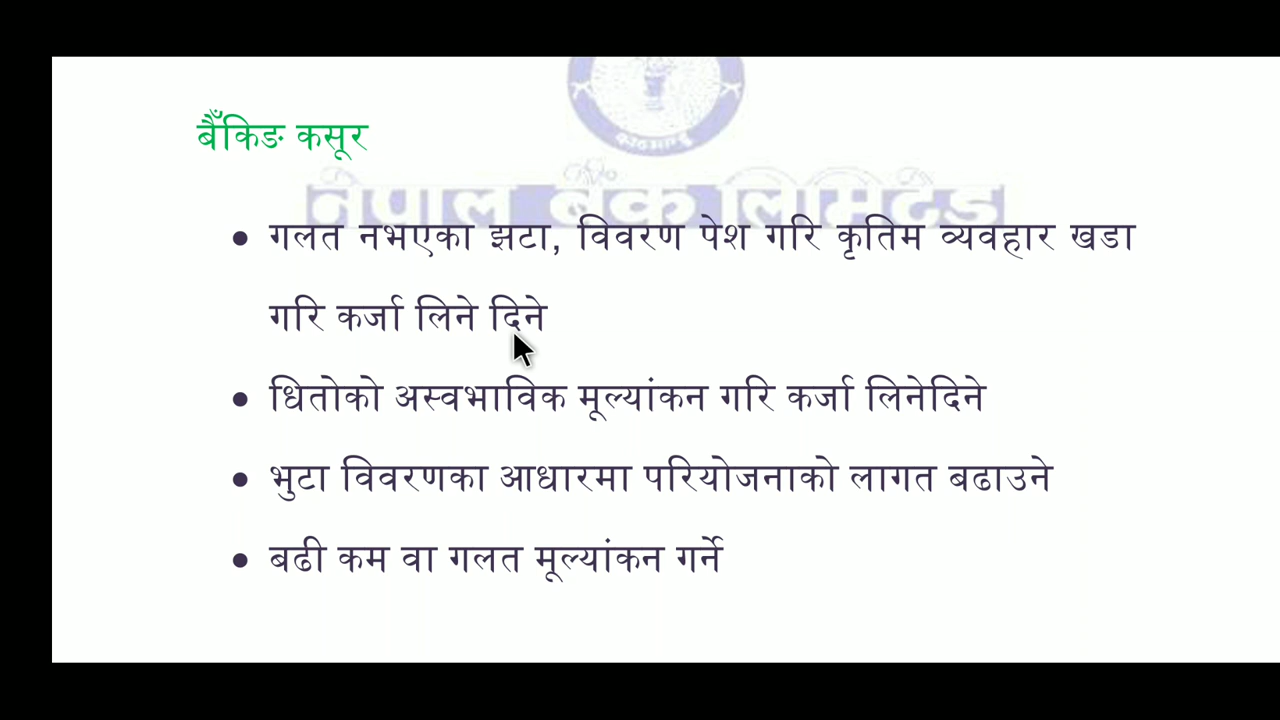 काठमाण्डू
नेपाल बैंक लिमिटेड
बैँकिङ कसूर
• गलत नभएका झटा, विवरण पेश गरि कृतिम व्यवहार खडा
गरि कर्जा लिने दिने
• धितोको अस्वभाविक मूल्यांकन गरि कर्जा लिनेदिने
• भुटा विवरणका आधारमा परियोजनाको लागत बढाउने
• बढी कम वा गलत मूल्यांकन गर्ने